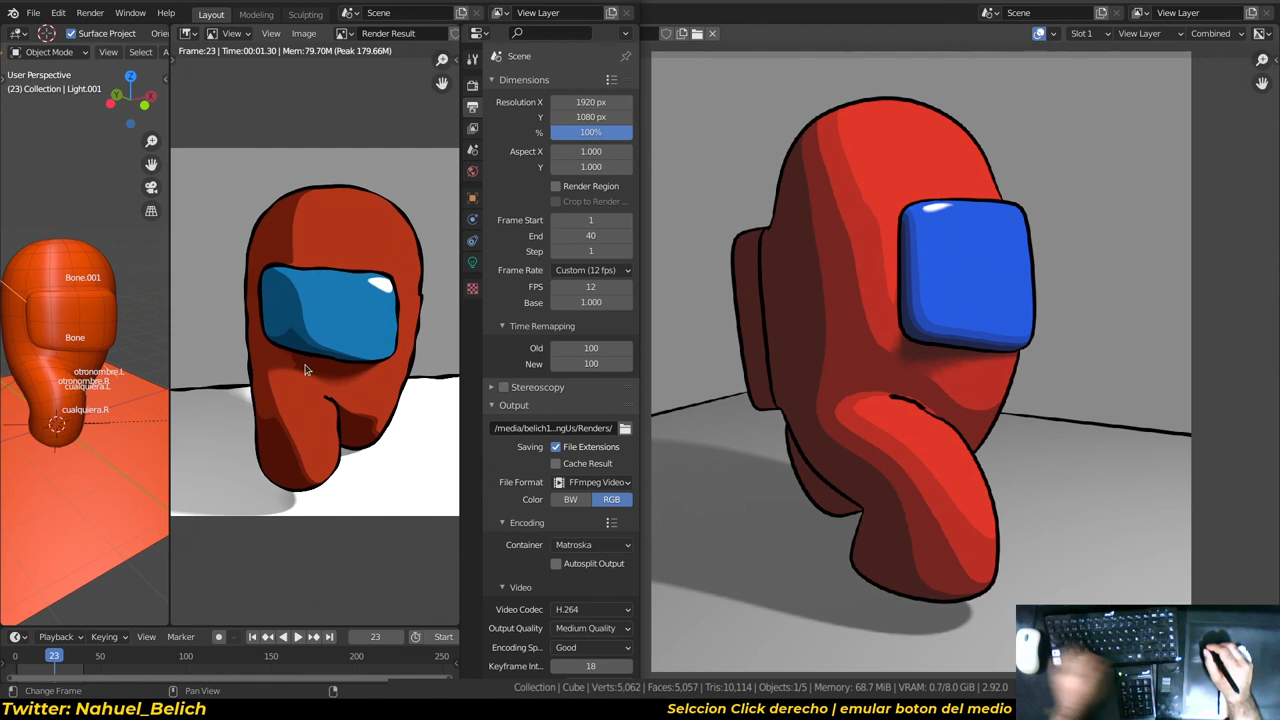 File Edit Render Window Help Layout Modeling Sculpting Scene View Layer Scene View Layer
Surface Project Orie View View Image Render Result Slot 1 View Layer Combined
Object Mode View Select Frame:23 | Time:00:01.30 | Mem:79.70M (Peak 179.66M) Scene
User Perspective
(23) Collection | Light.001
Z
Y X
Dimensions
Resolution X 1920 px
Y 1080 px
% 100%
Aspect X 1.000
Y 1.000
Render Region
Crop to Render ...
Frame Start 1
End 40
Step 1
Frame Rate Custom (12 fps)
FPS 12
Base 1.000
Time Remapping
Old 100
New 100
Stereoscopy
Output
/media/belich1...ngUs/Renders/
Saving File Extensions
Cache Result
File Format FFmpeg Video
Color BW RGB
Encoding
Container Matroska
Autosplit Output
Video
Video Codec H.264
Output Quality Medium Quality
Encoding Sp... Good
Keyframe Int... 18
Bone.001
Bone
otronombre.L
otronombre.R
cualquiera.L
cualquiera.R
Playback Keying View Marker 23 Start
0 23 50 100 150 200 250
Change Frame Pan View Collection | Cube | Verts:5,062 | Faces:5,057 | Tris:10,114 | Objects:1/5 | Memory: 68.7 MiB | VRAM: 0.7/8.0 GiB | 2.92.0
Twitter: Nahuel_Belich Selccion Click derecho | emular boton del medio